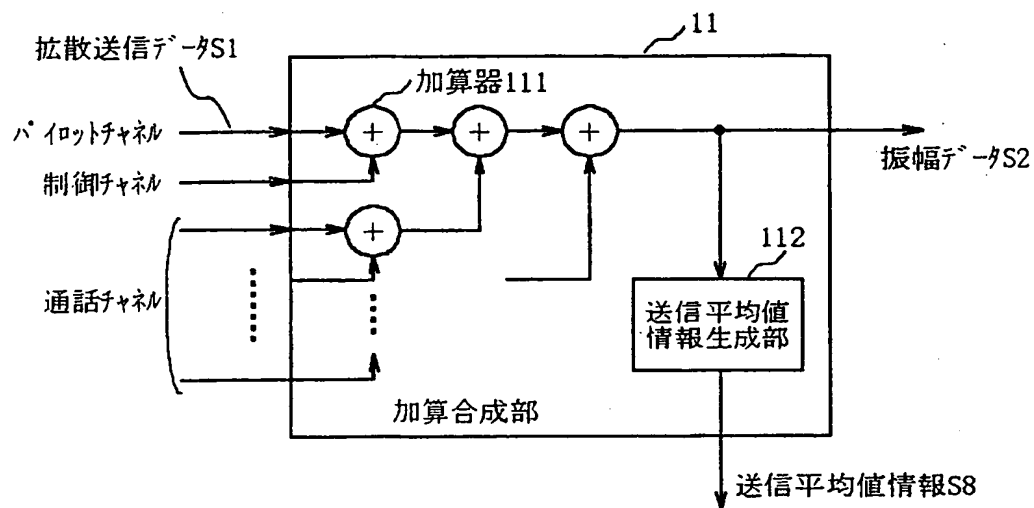 拡散送信データS1
11
加算器111
パイロットチャネル
+
+
+
振幅データS2
制御チャネル
+
112
通話チャネル
送信平均値
情報生成部
加算合成部
送信平均値情報S8